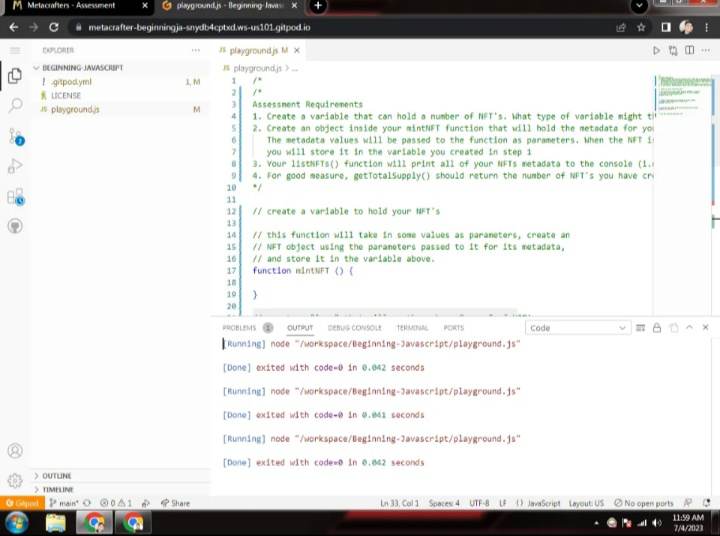 Metacrafters - Assessment
playground.js - Beginning-Javas
metacrafter-beginningja-snydb4cptxd.ws-us101.gitpod.io
EXPLORER
BEGINNING-JAVASCRIPT
.gitpod.yml 1, M
LICENSE
JS playground.js M
JS playground.js M
JS playground.js > ...
1 /*
2 /*
3 Assessment Requirements
4 1. Create a variable that can hold a number of NFT's. What type of variable might t
5 2. Create an object inside your mintNFT function that will hold the metadata for yo
6 The metadata values will be passed to the function as parameters. When the NFT i
7 you will store it in the variable you created in step 1
8 3. Your listNFTs() function will print all of your NFTs metadata to the console (i.
9 4. For good measure, getTotalSupply() should return the number of NFT's you have cr
10 */
11
12 // create a variable to hold your NFT's
13
14 // this function will take in some values as parameters, create an
15 // NFT object using the parameters passed to it for its metadata,
16 // and store it in the variable above.
17 function mintNFT () {
18
19 }
20
PROBLEMS 1 OUTPUT DEBUG CONSOLE TERMINAL PORTS Code
[Running] node "/workspace/Beginning-Javascript/playground.js"
[Done] exited with code=0 in 0.042 seconds
[Running] node "/workspace/Beginning-Javascript/playground.js"
[Done] exited with code=0 in 0.041 seconds
[Running] node "/workspace/Beginning-Javascript/playground.js"
[Done] exited with code=0 in 0.042 seconds
OUTLINE
TIMELINE
Gitpod main* 0 1 Share Ln 33, Col 1 Spaces: 4 UTF-8 LF {} JavaScript Layout: US No open ports
11:59 AM
7/4/2023